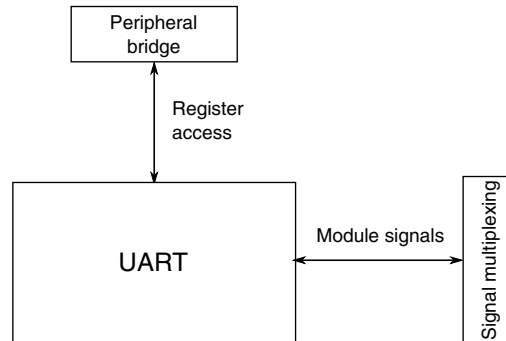 Peripheral
bridge
Register
access
UART
Module signals
Signal multiplexing